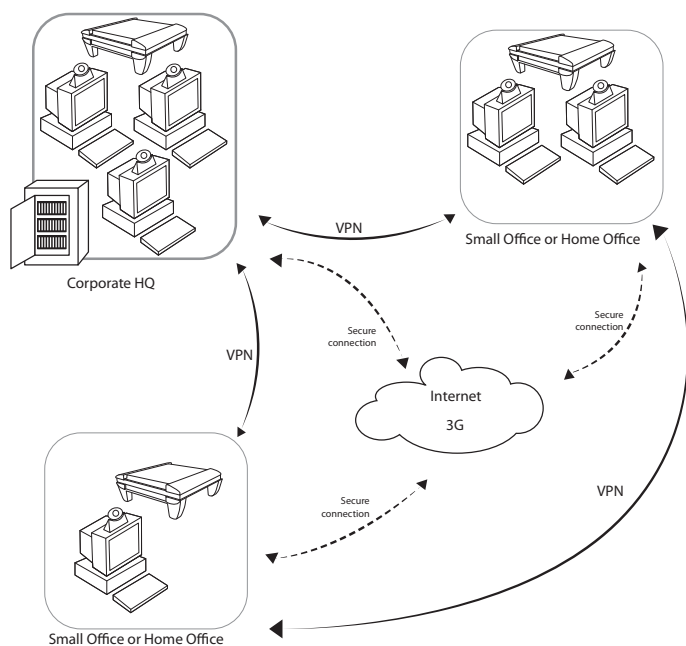 VPN
Small Office or Home Office
Corporate HQ
Secure
connection
Secure
connection
VPN
Internet
3G
VPN
Secure
connection
Small Office or Home Office